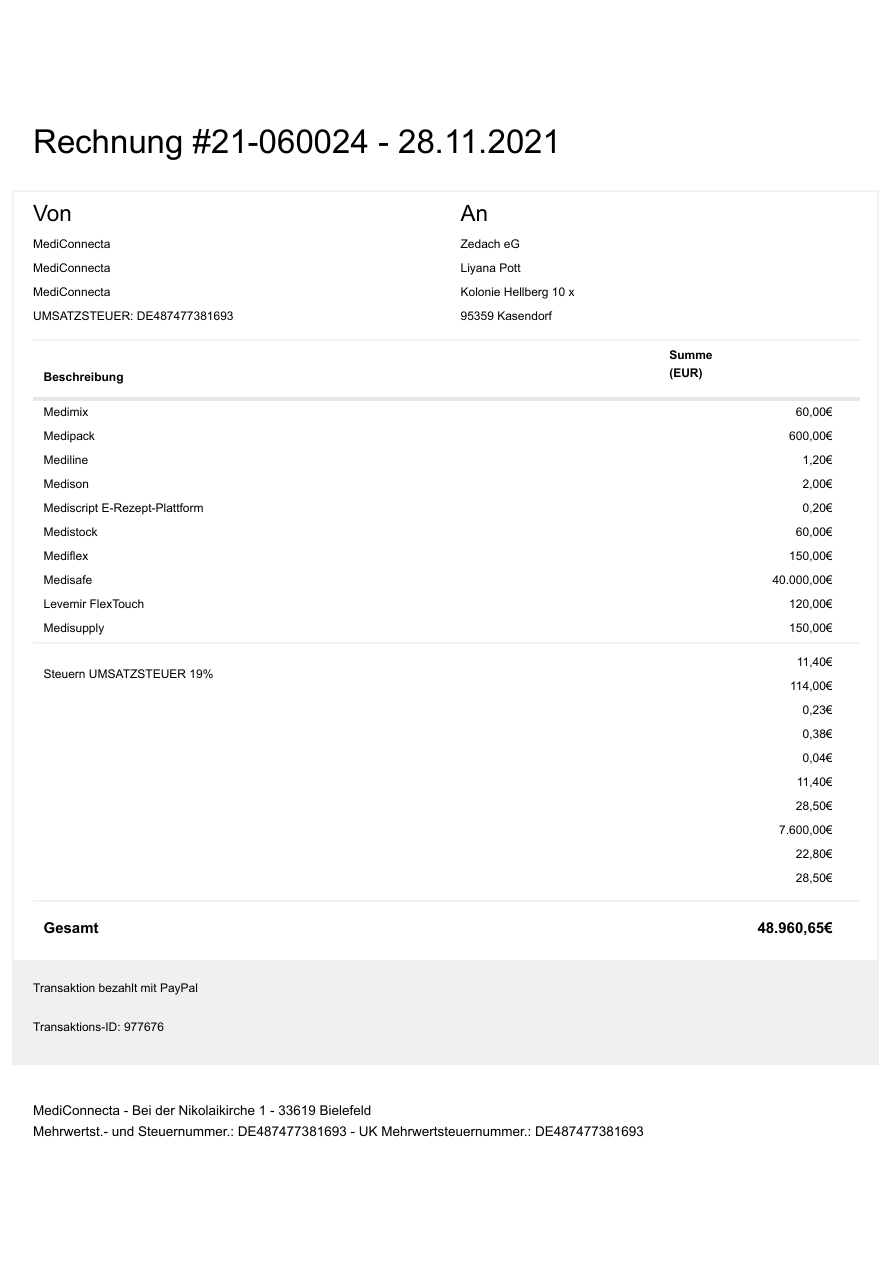 Rechnung #21-060024 - 28.11.2021
Von
MediConnecta
MediConnecta
MediConnecta
UMSATZSTEUER: DE487477381693
An
Zedach eG
Liyana Pott
Kolonie Hellberg 10 x
95359 Kasendorf
Beschreibung Summe
(EUR)
Medimix 60,00€
Medipack 600,00€
Mediline 1,20€
Medison 2,00€
Mediscript E-Rezept-Plattform 0,20€
Medistock 60,00€
Mediflex 150,00€
Medisafe 40.000,00€
Levemir FlexTouch 120,00€
Medisupply 150,00€
Steuern UMSATZSTEUER 19%
11,40€
114,00€
0,23€
0,38€
0,04€
11,40€
28,50€
7.600,00€
22,80€
28,50€
Gesamt 48.960,65€
Transaktion bezahlt mit PayPal
Transaktions-ID: 977676
MediConnecta - Bei der Nikolaikirche 1 - 33619 Bielefeld
Mehrwertst.- und Steuernummer.: DE487477381693 - UK Mehrwertsteuernummer.: DE487477381693